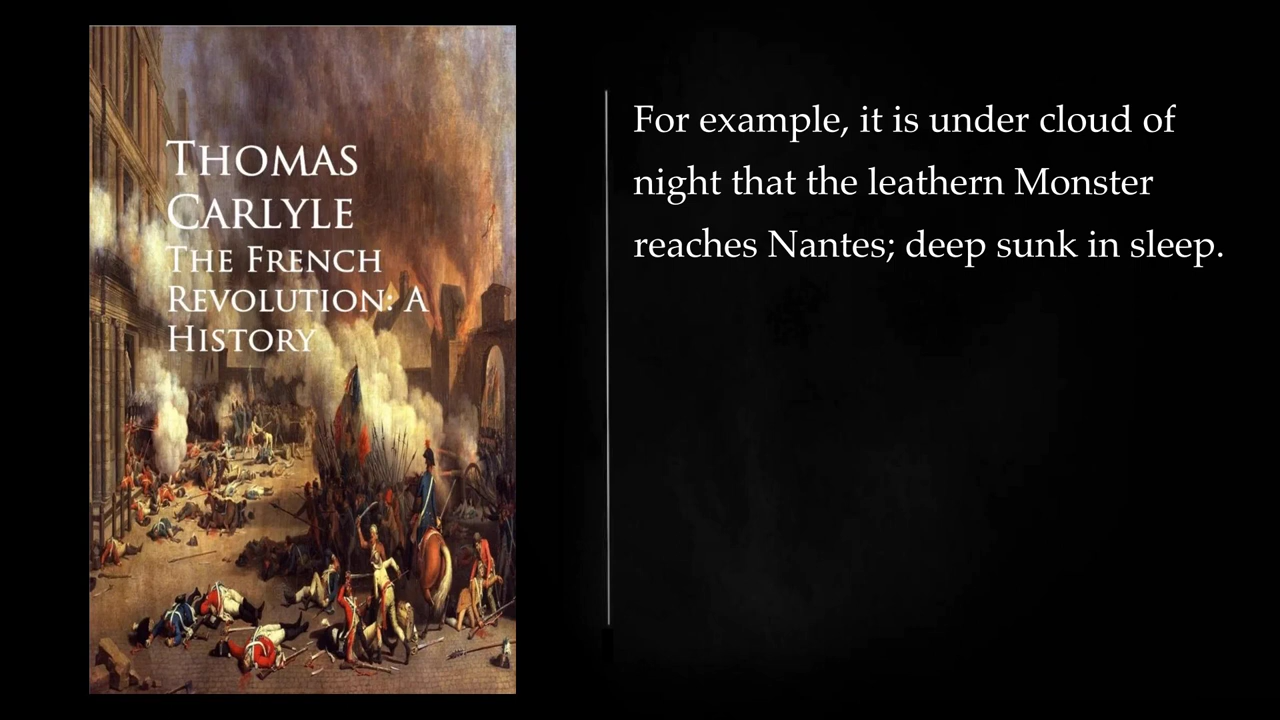 THOMAS
CARLYLE
THE FRENCH
REVOLUTION: A
HISTORY
For example, it is under cloud of
night that the leathern Monster
reaches Nantes; deep sunk in sleep.